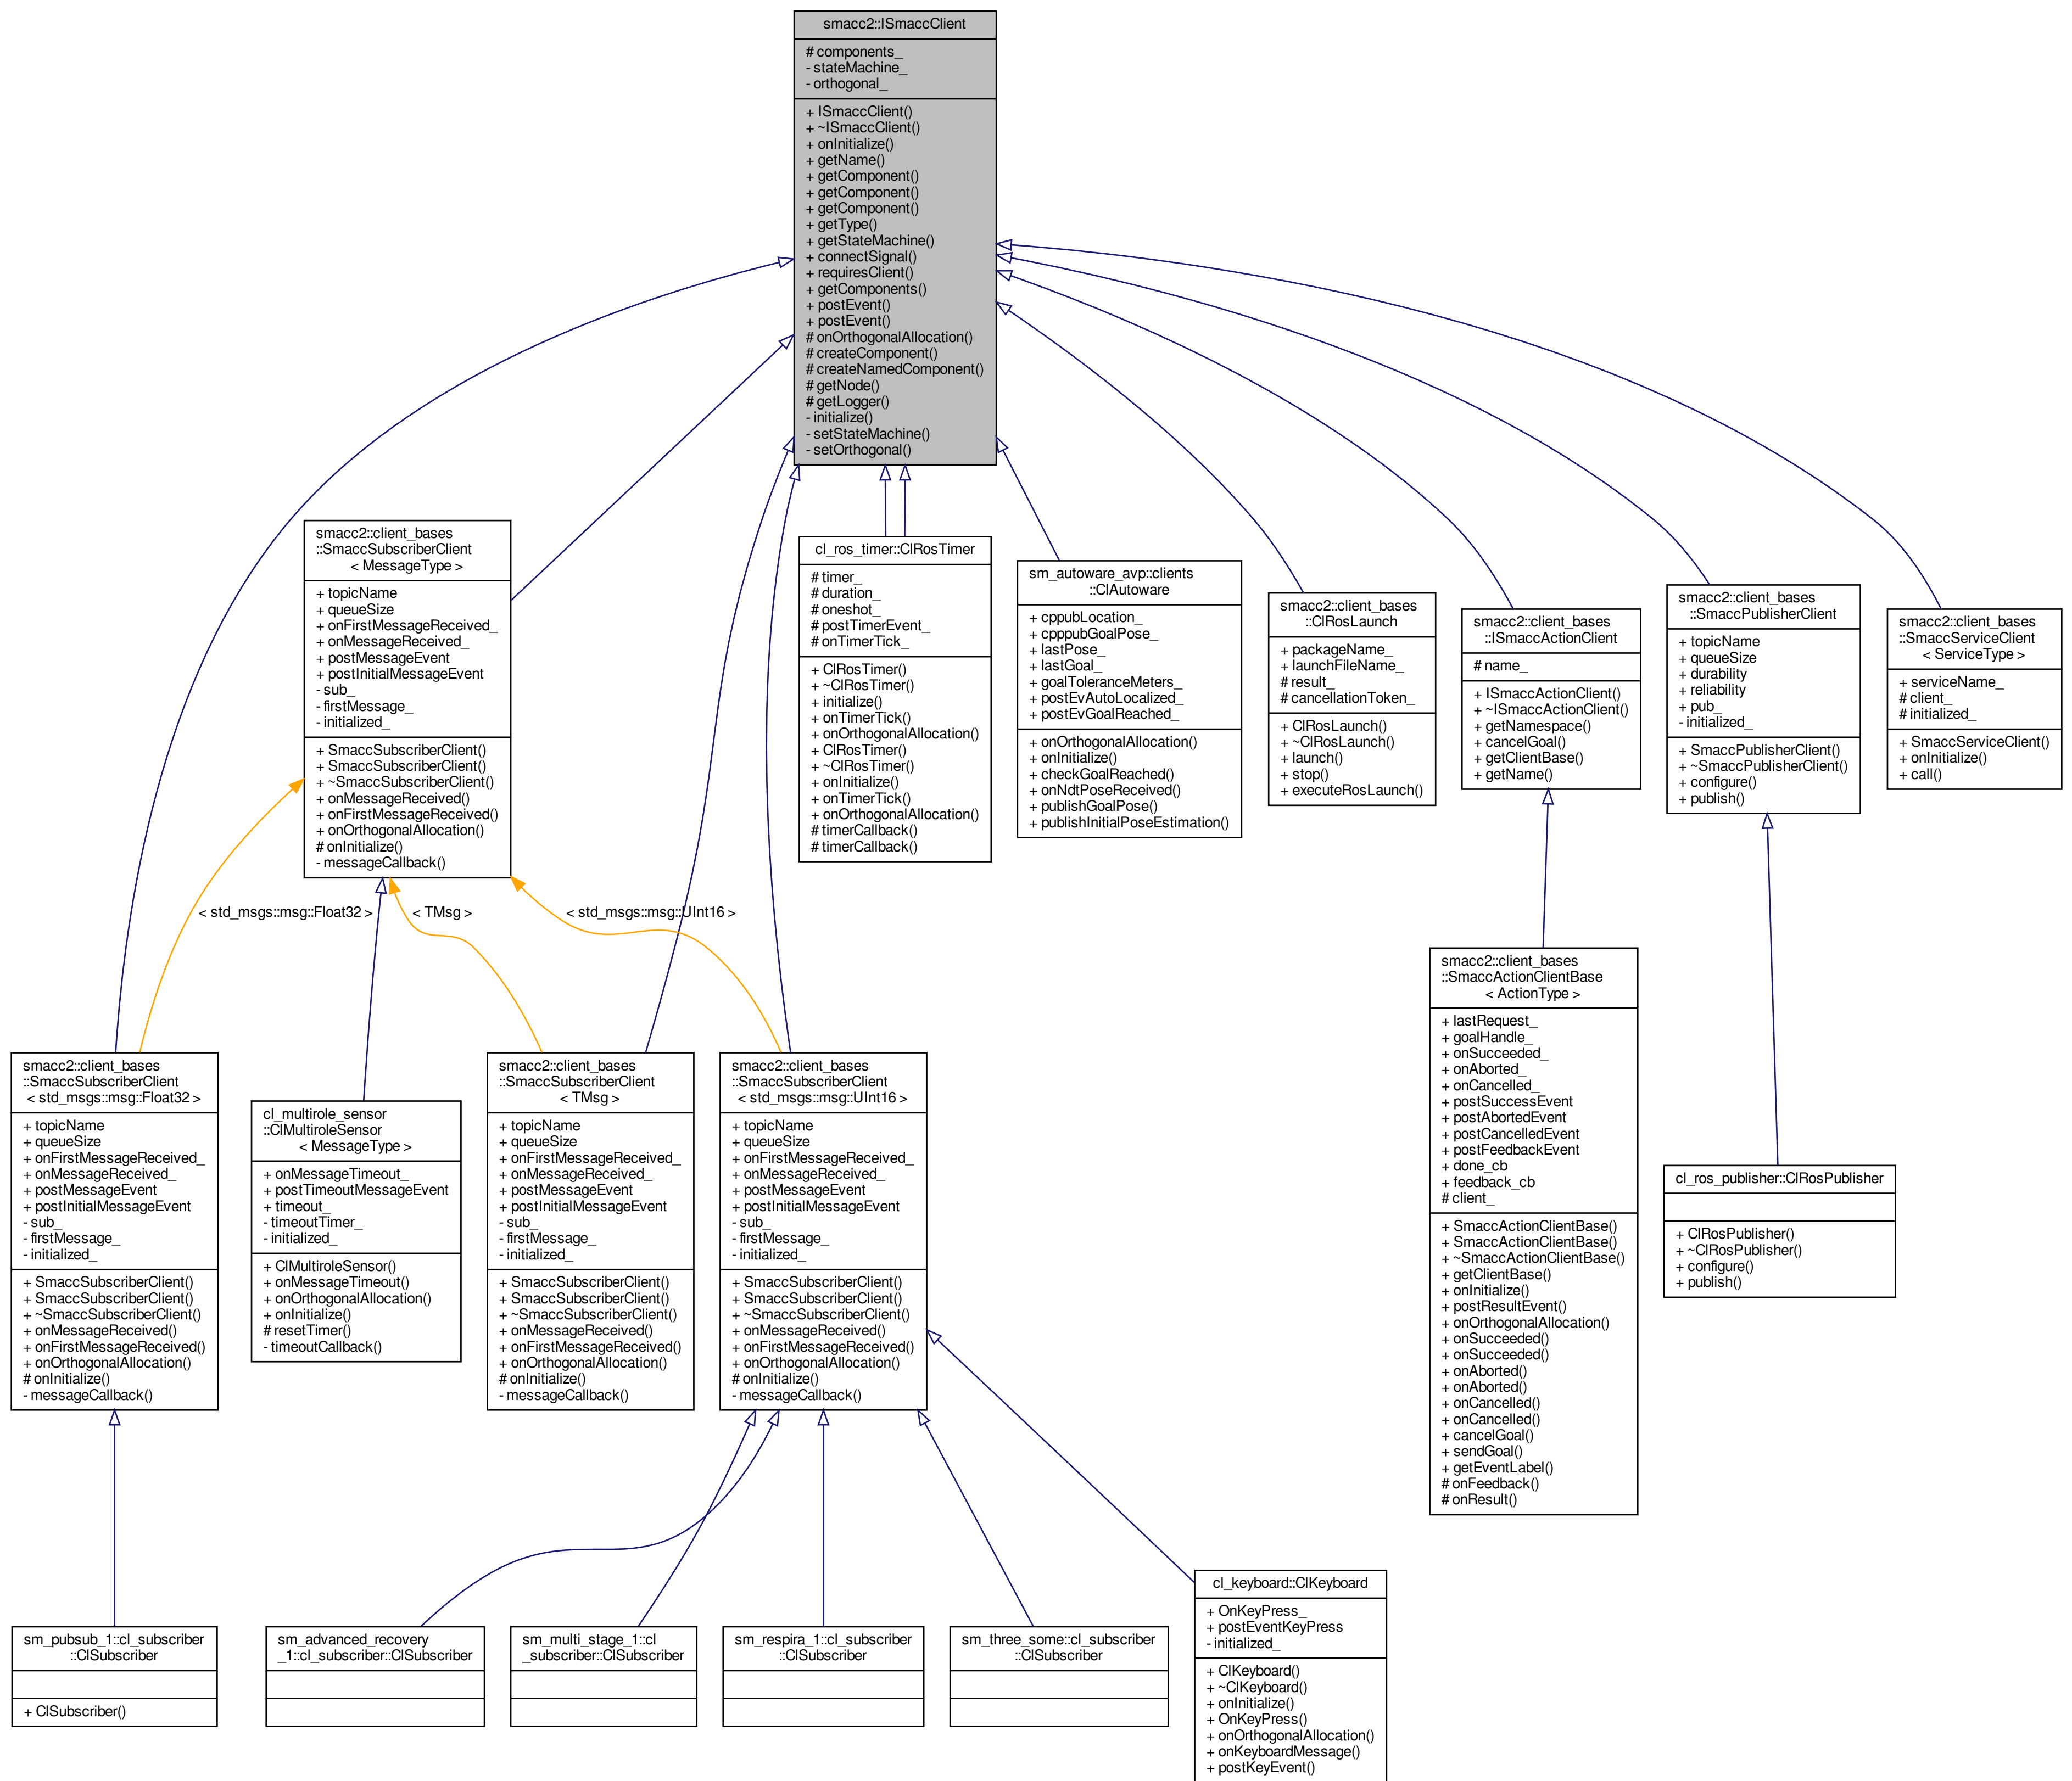 smacc2::ISmaccClient
# components_
- stateMachine_
- orthogonal_
+ ISmaccClient()
+ ~ISmaccClient()
+ onInitialize()
+ getName()
+ getComponent()
+ getComponent()
+ getComponent()
+ getType()
+ getStateMachine()
+ connectSignal()
+ requiresClient()
+ getComponents()
+ postEvent()
+ postEvent()
# onOrthogonalAllocation()
# createComponent()
# createNamedComponent()
# getNode()
# getLogger()
- initialize()
- setStateMachine()
- setOrthogonal()
smacc2::client_bases
::SmaccSubscriberClient
< MessageType >
+ topicName
+ queueSize
+ onFirstMessageReceived_
+ onMessageReceived_
+ postMessageEvent
+ postInitialMessageEvent
- sub_
- firstMessage_
- initialized_
+ SmaccSubscriberClient()
+ SmaccSubscriberClient()
+ ~SmaccSubscriberClient()
+ onMessageReceived()
+ onFirstMessageReceived()
+ onOrthogonalAllocation()
# onInitialize()
- messageCallback()
cl_ros_timer::ClRosTimer
# timer_
# duration_
# oneshot_
# postTimerEvent_
# onTimerTick_
+ ClRosTimer()
+ ~ClRosTimer()
+ initialize()
+ onTimerTick()
+ onOrthogonalAllocation()
+ ClRosTimer()
+ ~ClRosTimer()
+ onInitialize()
+ onTimerTick()
+ onOrthogonalAllocation()
# timerCallback()
# timerCallback()
sm_autoware_avp::clients
::ClAutoware
+ cppubLocation_
+ cpppubGoalPose_
+ lastPose_
+ lastGoal_
+ goalToleranceMeters_
+ postEvAutoLocalized_
+ postEvGoalReached_
+ onOrthogonalAllocation()
+ onInitialize()
+ checkGoalReached()
+ onNdtPoseReceived()
+ publishGoalPose()
+ publishInitialPoseEstimation()
smacc2::client_bases
::ClRosLaunch
+ packageName_
+ launchFileName_
# result_
# cancellationToken_
+ ClRosLaunch()
+ ~ClRosLaunch()
+ launch()
+ stop()
+ executeRosLaunch()
smacc2::client_bases
::ISmaccActionClient
# name_
+ ISmaccActionClient()
+ ~ISmaccActionClient()
+ getNamespace()
+ cancelGoal()
+ getClientBase()
+ getName()
smacc2::client_bases
::SmaccPublisherClient
+ topicName
+ queueSize
+ durability
+ reliability
+ pub_
- initialized_
+ SmaccPublisherClient()
+ ~SmaccPublisherClient()
+ configure()
+ publish()
smacc2::client_bases
::SmaccServiceClient
< ServiceType >
+ serviceName_
# client_
# initialized_
+ SmaccServiceClient()
+ onInitialize()
+ call()
< std_msgs::msg::Float32 >
< TMsg >
< std_msgs::msg::UInt16 >
smacc2::client_bases
::SmaccSubscriberClient
< std_msgs::msg::Float32 >
+ topicName
+ queueSize
+ onFirstMessageReceived_
+ onMessageReceived_
+ postMessageEvent
+ postInitialMessageEvent
- sub_
- firstMessage_
- initialized_
+ SmaccSubscriberClient()
+ SmaccSubscriberClient()
+ ~SmaccSubscriberClient()
+ onMessageReceived()
+ onFirstMessageReceived()
+ onOrthogonalAllocation()
# onInitialize()
- messageCallback()
cl_multirole_sensor
::ClMultiroleSensor
< MessageType >
+ onMessageTimeout_
+ postTimeoutMessageEvent
+ timeout_
- timeoutTimer_
- initialized_
+ ClMultiroleSensor()
+ onMessageTimeout()
+ onOrthogonalAllocation()
+ onInitialize()
# resetTimer()
- timeoutCallback()
smacc2::client_bases
::SmaccSubscriberClient
< TMsg >
+ topicName
+ queueSize
+ onFirstMessageReceived_
+ onMessageReceived_
+ postMessageEvent
+ postInitialMessageEvent
- sub_
- firstMessage_
- initialized_
+ SmaccSubscriberClient()
+ SmaccSubscriberClient()
+ ~SmaccSubscriberClient()
+ onMessageReceived()
+ onFirstMessageReceived()
+ onOrthogonalAllocation()
# onInitialize()
- messageCallback()
smacc2::client_bases
::SmaccSubscriberClient
< std_msgs::msg::UInt16 >
+ topicName
+ queueSize
+ onFirstMessageReceived_
+ onMessageReceived_
+ postMessageEvent
+ postInitialMessageEvent
- sub_
- firstMessage_
- initialized_
+ SmaccSubscriberClient()
+ SmaccSubscriberClient()
+ ~SmaccSubscriberClient()
+ onMessageReceived()
+ onFirstMessageReceived()
+ onOrthogonalAllocation()
# onInitialize()
- messageCallback()
smacc2::client_bases
::SmaccActionClientBase
< ActionType >
+ lastRequest_
+ goalHandle_
+ onSucceeded_
+ onAborted_
+ onCancelled_
+ postSuccessEvent
+ postAbortedEvent
+ postCancelledEvent
+ postFeedbackEvent
+ done_cb
+ feedback_cb
# client_
+ SmaccActionClientBase()
+ SmaccActionClientBase()
+ ~SmaccActionClientBase()
+ getClientBase()
+ onInitialize()
+ postResultEvent()
+ onOrthogonalAllocation()
+ onSucceeded()
+ onSucceeded()
+ onAborted()
+ onAborted()
+ onCancelled()
+ onCancelled()
+ cancelGoal()
+ sendGoal()
+ getEventLabel()
# onFeedback()
# onResult()
cl_ros_publisher::ClRosPublisher
+ ClRosPublisher()
+ ~ClRosPublisher()
+ configure()
+ publish()
sm_pubsub_1::cl_subscriber
::ClSubscriber
+ ClSubscriber()
sm_advanced_recovery
_1::cl_subscriber::ClSubscriber
sm_multi_stage_1::cl
_subscriber::ClSubscriber
sm_respira_1::cl_subscriber
::ClSubscriber
sm_three_some::cl_subscriber
::ClSubscriber
cl_keyboard::ClKeyboard
+ OnKeyPress_
+ postEventKeyPress
- initialized_
+ ClKeyboard()
+ ~ClKeyboard()
+ onInitialize()
+ OnKeyPress()
+ onOrthogonalAllocation()
+ onKeyboardMessage()
+ postKeyEvent()